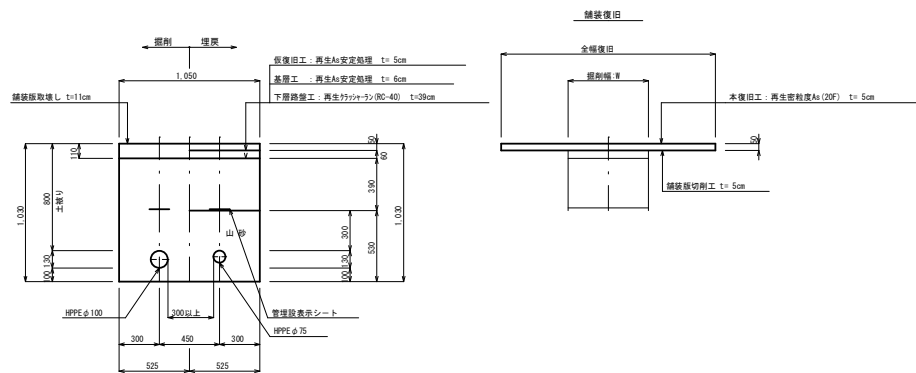 舗装復旧
掘削 埋戻
仮復旧工：再生As安定処理 t= 5cm
基層工 ：再生As安定処理 t= 6cm
下層路盤工：再生ｸﾗｯｼｬｰﾗﾝ(RC-40) t=39cm
1,050
舗装版取壊し t=11cm
全幅復旧
掘削幅:W
本復旧工：再生密粒度As(20F) t= 5cm
舗装版切削工 t= 5cm
50
50
60
110
390
800
土被り
1,030
1,030
300
530
130
130
100
100
山 砂
HPPEφ100
300以上
管埋設表示シート
HPPEφ75
300
450
300
525
525